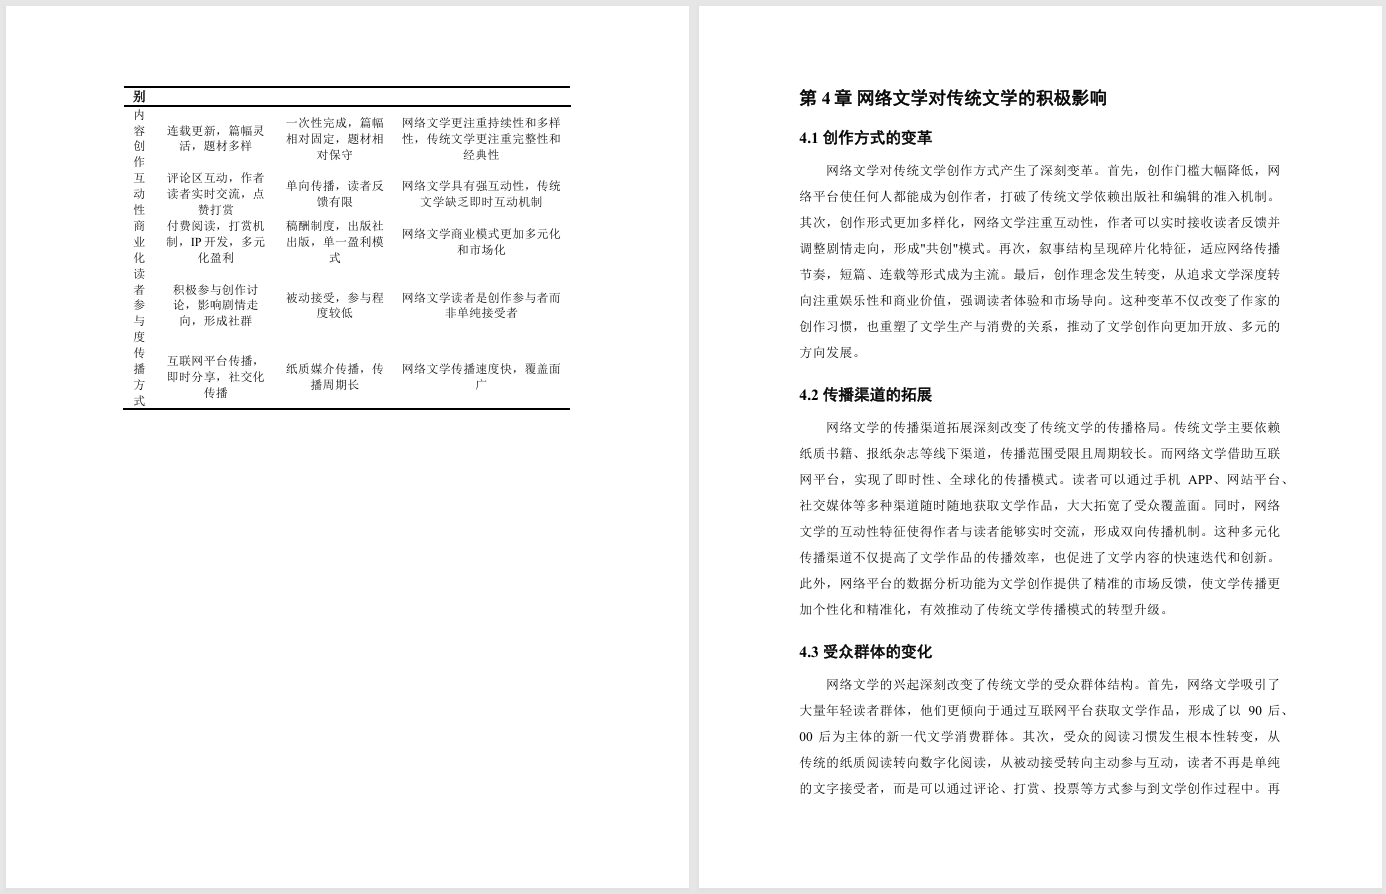 别
内
容
创
作
连载更新，篇幅灵
活，题材多样
一次性完成，篇幅
相对固定，题材相
对保守
网络文学更注重持续性和多样
性，传统文学更注重完整性和
经典性
互
动
性
评论区互动，作者
读者实时交流，点
赞打赏
单向传播，读者反
馈有限
网络文学具有强互动性，传统
文学缺乏即时互动机制
商
业
化
付费阅读，打赏机
制，IP 开发，多元
化盈利
稿酬制度，出版社
出版，单一盈利模
式
网络文学商业模式更加多元化
和市场化
读
者
参
与
度
积极参与创作讨
论，影响剧情走
向，形成社群
被动接受，参与程
度较低
网络文学读者是创作参与者而
非单纯接受者
传
播
方
式
互联网平台传播，
即时分享，社交化
传播
纸质媒介传播，传
播周期长
网络文学传播速度快，覆盖面
广
第 4 章 网络文学对传统文学的积极影响
4.1 创作方式的变革
网络文学对传统文学创作方式产生了深刻变革。首先，创作门槛大幅降低，网
络平台使任何人都能成为创作者，打破了传统文学依赖出版社和编辑的准入机制。
其次，创作形式更加多样化，网络文学注重互动性，作者可以实时接收读者反馈并
调整剧情走向，形成"共创"模式。再次，叙事结构呈现碎片化特征，适应网络传播
节奏，短篇、连载等形式成为主流。最后，创作理念发生转变，从追求文学深度转
向注重娱乐性和商业价值，强调读者体验和市场导向。这种变革不仅改变了作家的
创作习惯，也重塑了文学生产与消费的关系，推动了文学创作向更加开放、多元的
方向发展。
4.2 传播渠道的拓展
网络文学的传播渠道拓展深刻改变了传统文学的传播格局。传统文学主要依赖
纸质书籍、报纸杂志等线下渠道，传播范围受限且周期较长。而网络文学借助互联
网平台，实现了即时性、全球化的传播模式。读者可以通过手机 APP、网站平台、
社交媒体等多种渠道随时随地获取文学作品，大大拓宽了受众覆盖面。同时，网络
文学的互动性特征使得作者与读者能够实时交流，形成双向传播机制。这种多元化
传播渠道不仅提高了文学作品的传播效率，也促进了文学内容的快速迭代和创新。
此外，网络平台的数据分析功能为文学创作提供了精准的市场反馈，使文学传播更
加个性化和精准化，有效推动了传统文学传播模式的转型升级。
4.3 受众群体的变化
网络文学的兴起深刻改变了传统文学的受众群体结构。首先，网络文学吸引了
大量年轻读者群体，他们更倾向于通过互联网平台获取文学作品，形成了以 90 后、
00 后为主体的新一代文学消费群体。其次，受众的阅读习惯发生根本性转变，从
传统的纸质阅读转向数字化阅读，从被动接受转向主动参与互动，读者不再是单纯
的文字接受者，而是可以通过评论、打赏、投票等方式参与到文学创作过程中。再